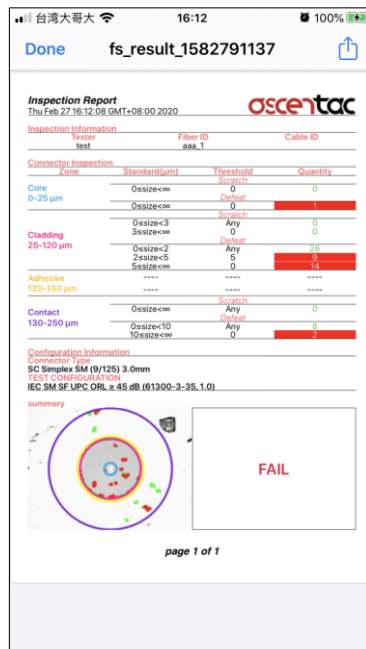 台湾大哥大 16:12 100%
Done fs_result_1582791137
Inspection Report
Thu Feb 27 16:12:08 GMT+08:00 2020
ascentac
Inspection Information
Tester Fiber ID Cable ID
test aaa_1
Connector Inspection
Zone Standard(μm) Threshold Quantity
Scratch
Core 0≤size<∞ 0 0
0-25 μm Defeat
0≤size<∞ 0 1
Scratch
0≤size<3 Any 0
Cladding 3≤size<∞ Any 0
25-120 μm Defeat
0≤size<2 Any 26
2≤size<5 5 9
5≤size<∞ 0 14
Adhesive ---- ---- ----
120-130 μm ---- ---- ----
Scratch
Contact 0≤size<∞ Any 0
130-250 μm Defeat
0≤size<10 Any 8
10≤size<∞ 0 2
Configuration Information
Connector Type
SC Simplex SM (9/125) 3.0mm
TEST CONFIGURATION
IEC SM SF UPC ORL ≥ 45 dB (61300-3-35, 1.0)
summery
FAIL
page 1 of 1